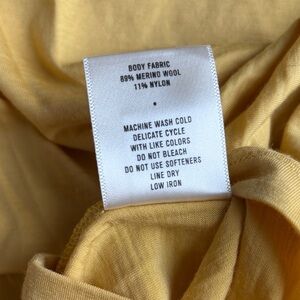 BODY FABRIC
89% MERINO WOOL
11% NYLON
•
MACHINE WASH COLD
DELICATE CYCLE
WITH LIKE COLORS
DO NOT BLEACH
DO NOT USE SOFTENERS
LINE DRY
LOW IRON